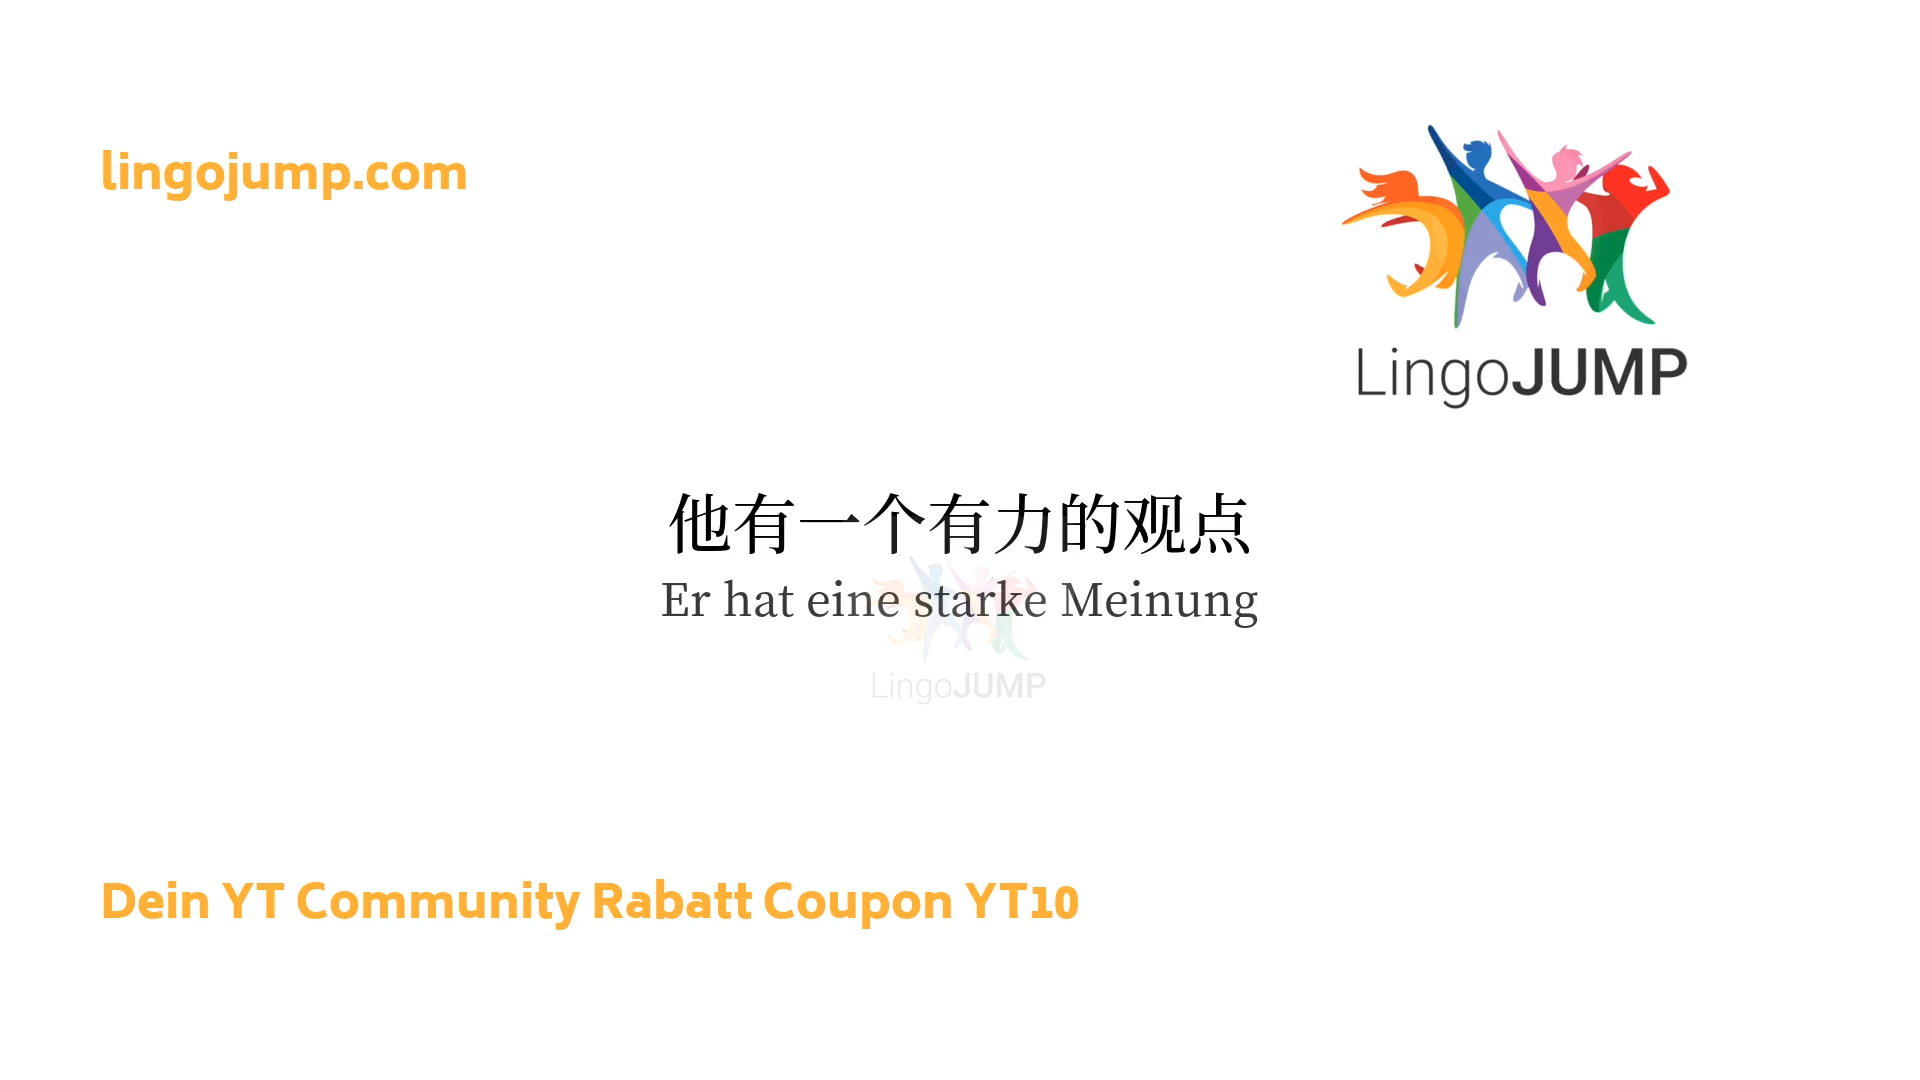 lingojump.com
LingoJUMP
他有一个有力的观点
Er hat eine starke Meinung
LingoJUMP
Dein YT Community Rabatt Coupon YT10